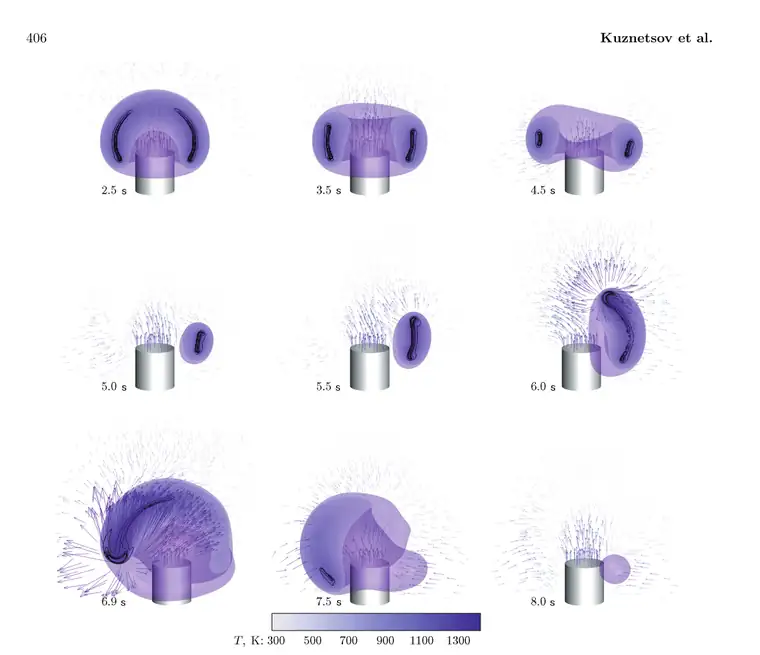 406 Kuznetsov et al.
2.5 s 3.5 s 4.5 s
5.0 s 5.5 s 6.0 s
6.9 s 7.5 s 8.0 s
T, K: 300 500 700 900 1100 1300